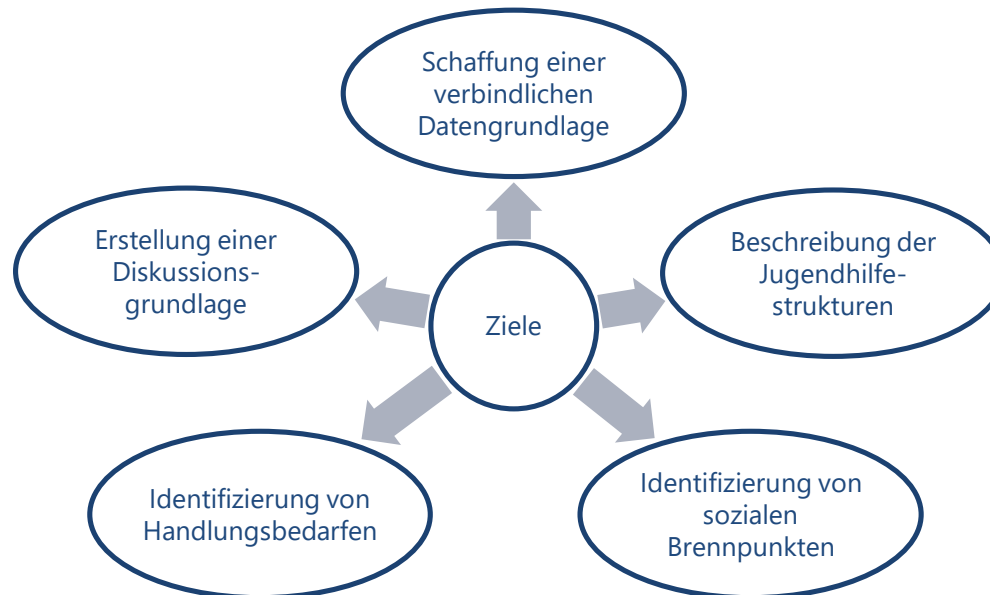 Schaffung einer
verbindlichen
Datengrundlage
Erstellung einer
Diskussions-
grundlage
Beschreibung der
Jugendhilfe-
strukturen
Ziele
Identifizierung von
Handlungsbedarfen
Identifizierung von
sozialen
Brennpunkten